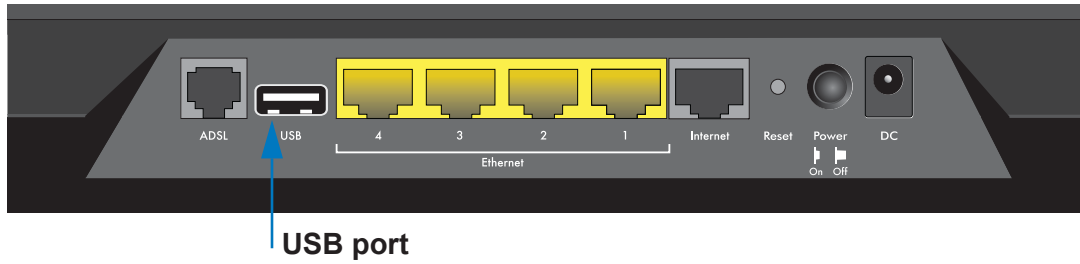 ADSL USB 4 3 2 1 Internet Reset Power DC
Ethernet
On Off
USB port